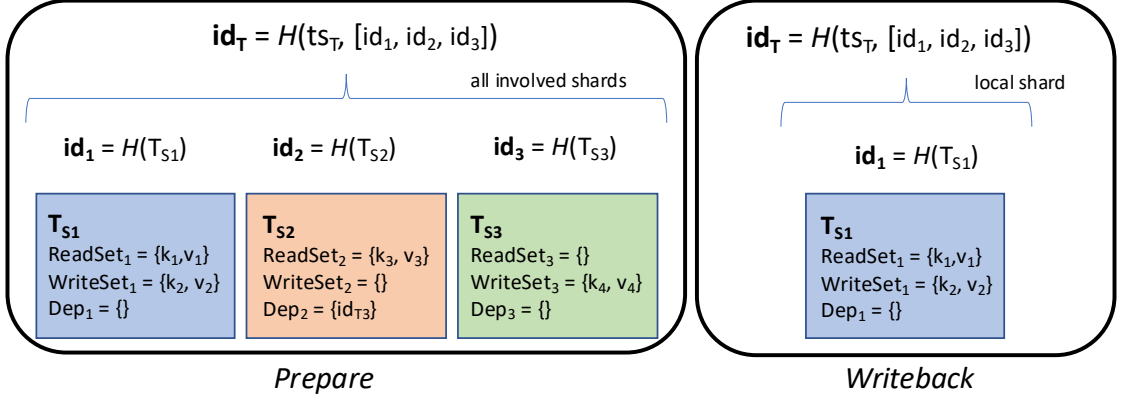 id_T = H(ts_T, [id_1, id_2, id_3])
all involved shards
id_1 = H(T_S1)
id_2 = H(T_S2)
id_3 = H(T_S3)
T_S1
ReadSet_1 = {k_1,v_1}
WriteSet_1 = {k_2, v_2}
Dep_1 = {}
T_S2
ReadSet_2 = {k_3, v_3}
WriteSet_2 = {}
Dep_2 = {id_T3}
T_S3
ReadSet_3 = {}
WriteSet_3 = {k_4, v_4}
Dep_3 = {}
Prepare
id_T = H(ts_T, [id_1, id_2, id_3])
local shard
id_1 = H(T_S1)
T_S1
ReadSet_1 = {k_1,v_1}
WriteSet_1 = {k_2, v_2}
Dep_1 = {}
Writeback